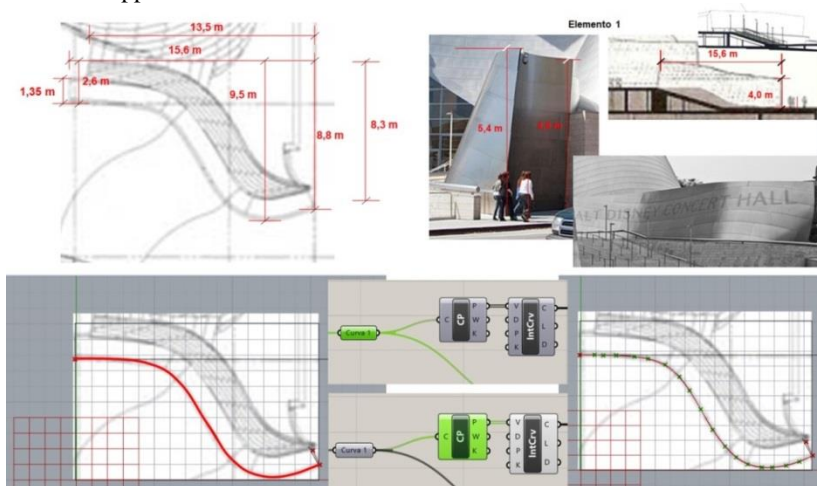 13,5 m
15,6 m
2,6 m
1,35 m
9,5 m
8,8 m
8,3 m
Elemento 1
5,4 m
15,6 m
4,0 m
ALT DISNEY CONCERT HALL
Curva 1
C CP P W K
V D P K IntCrv C L D
Curva 1
C CP P W K
V D P K IntCrv C L D